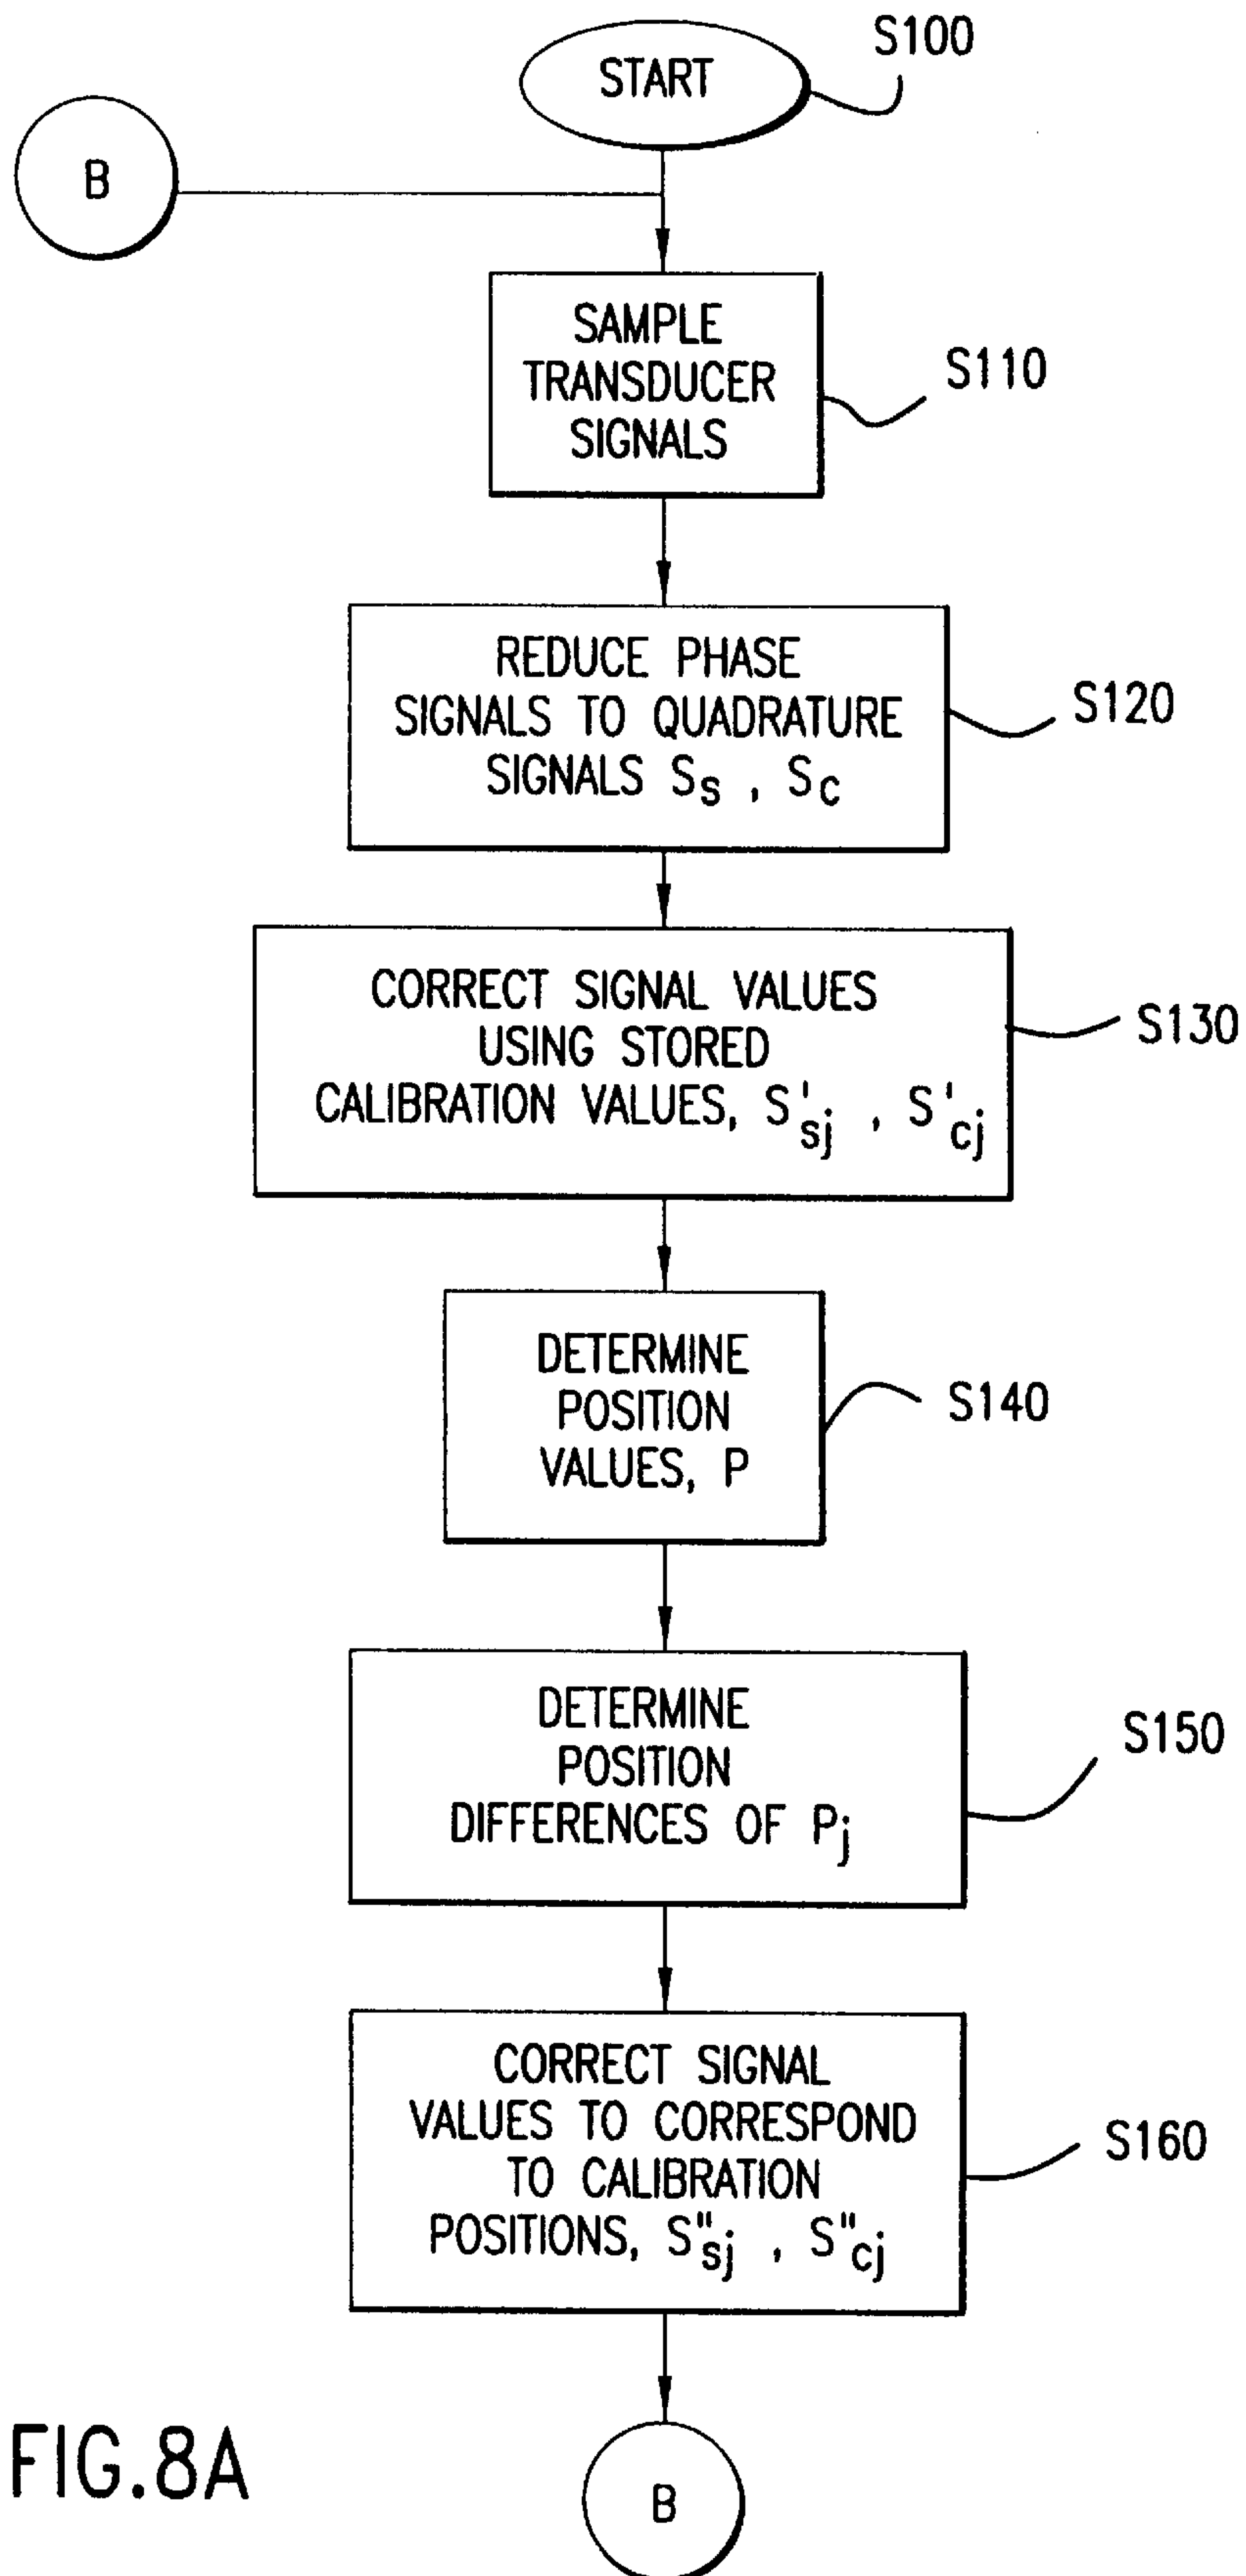 START
S100
B
SAMPLE
TRANSDUCER
SIGNALS
S110
REDUCE PHASE
SIGNALS TO QUADRATURE
SIGNALS Ss , Sc
S120
CORRECT SIGNAL VALUES
USING STORED
CALIBRATION VALUES, S'sj , S'cj
S130
DETERMINE
POSITION
VALUES, P
S140
DETERMINE
POSITION
DIFFERENCES OF Pj
S150
CORRECT SIGNAL
VALUES TO CORRESPOND
TO CALIBRATION
POSITIONS, S"sj , S"cj
S160
B
FIG.8A